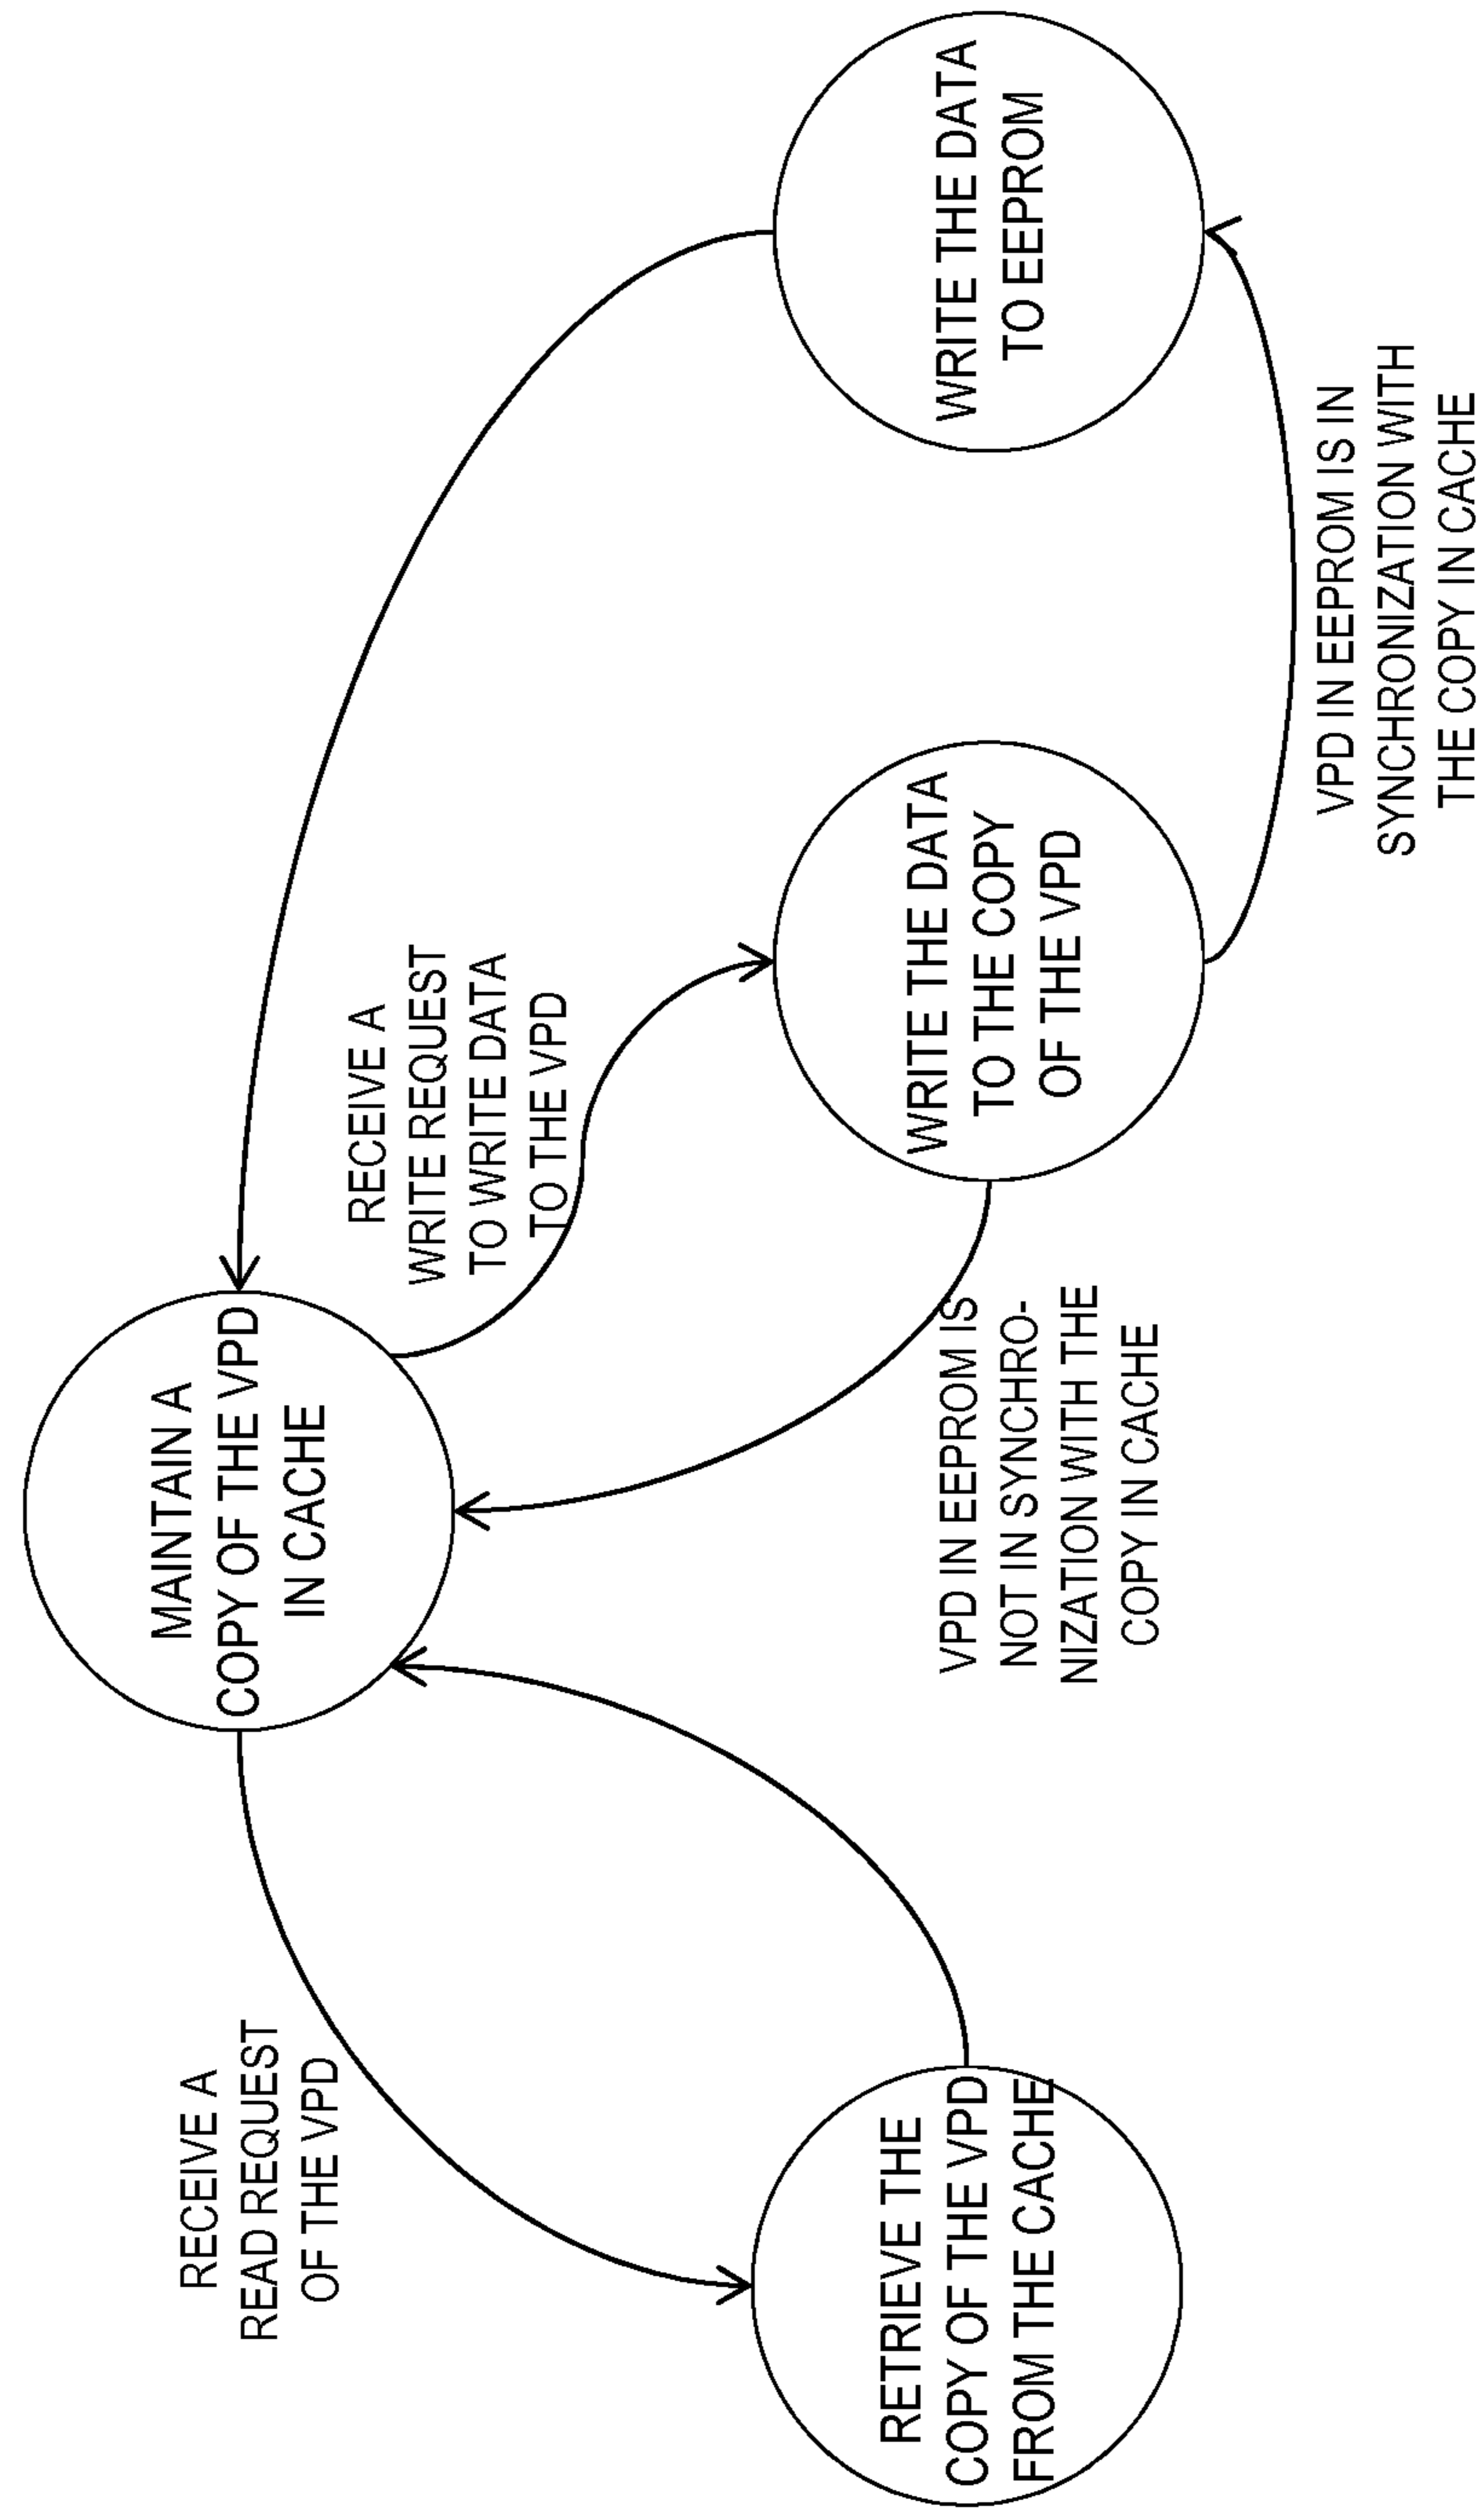 MAINTAIN A
COPY OF THE VPD
IN CACHE
RECEIVE A
READ REQUEST
OF THE VPD
RECEIVE A
WRITE REQUEST
TO WRITE DATA
TO THE VPD
RETRIEVE THE
COPY OF THE VPD
FROM THE CACHE
VPD IN EEPROM IS
NOT IN SYNCHRO-
NIZATION WITH THE
COPY IN CACHE
WRITE THE DATA
TO THE COPY
OF THE VPD
WRITE THE DATA
TO EEPROM
VPD IN EEPROM IS IN
SYNCHRONIZATION WITH
THE COPY IN CACHE